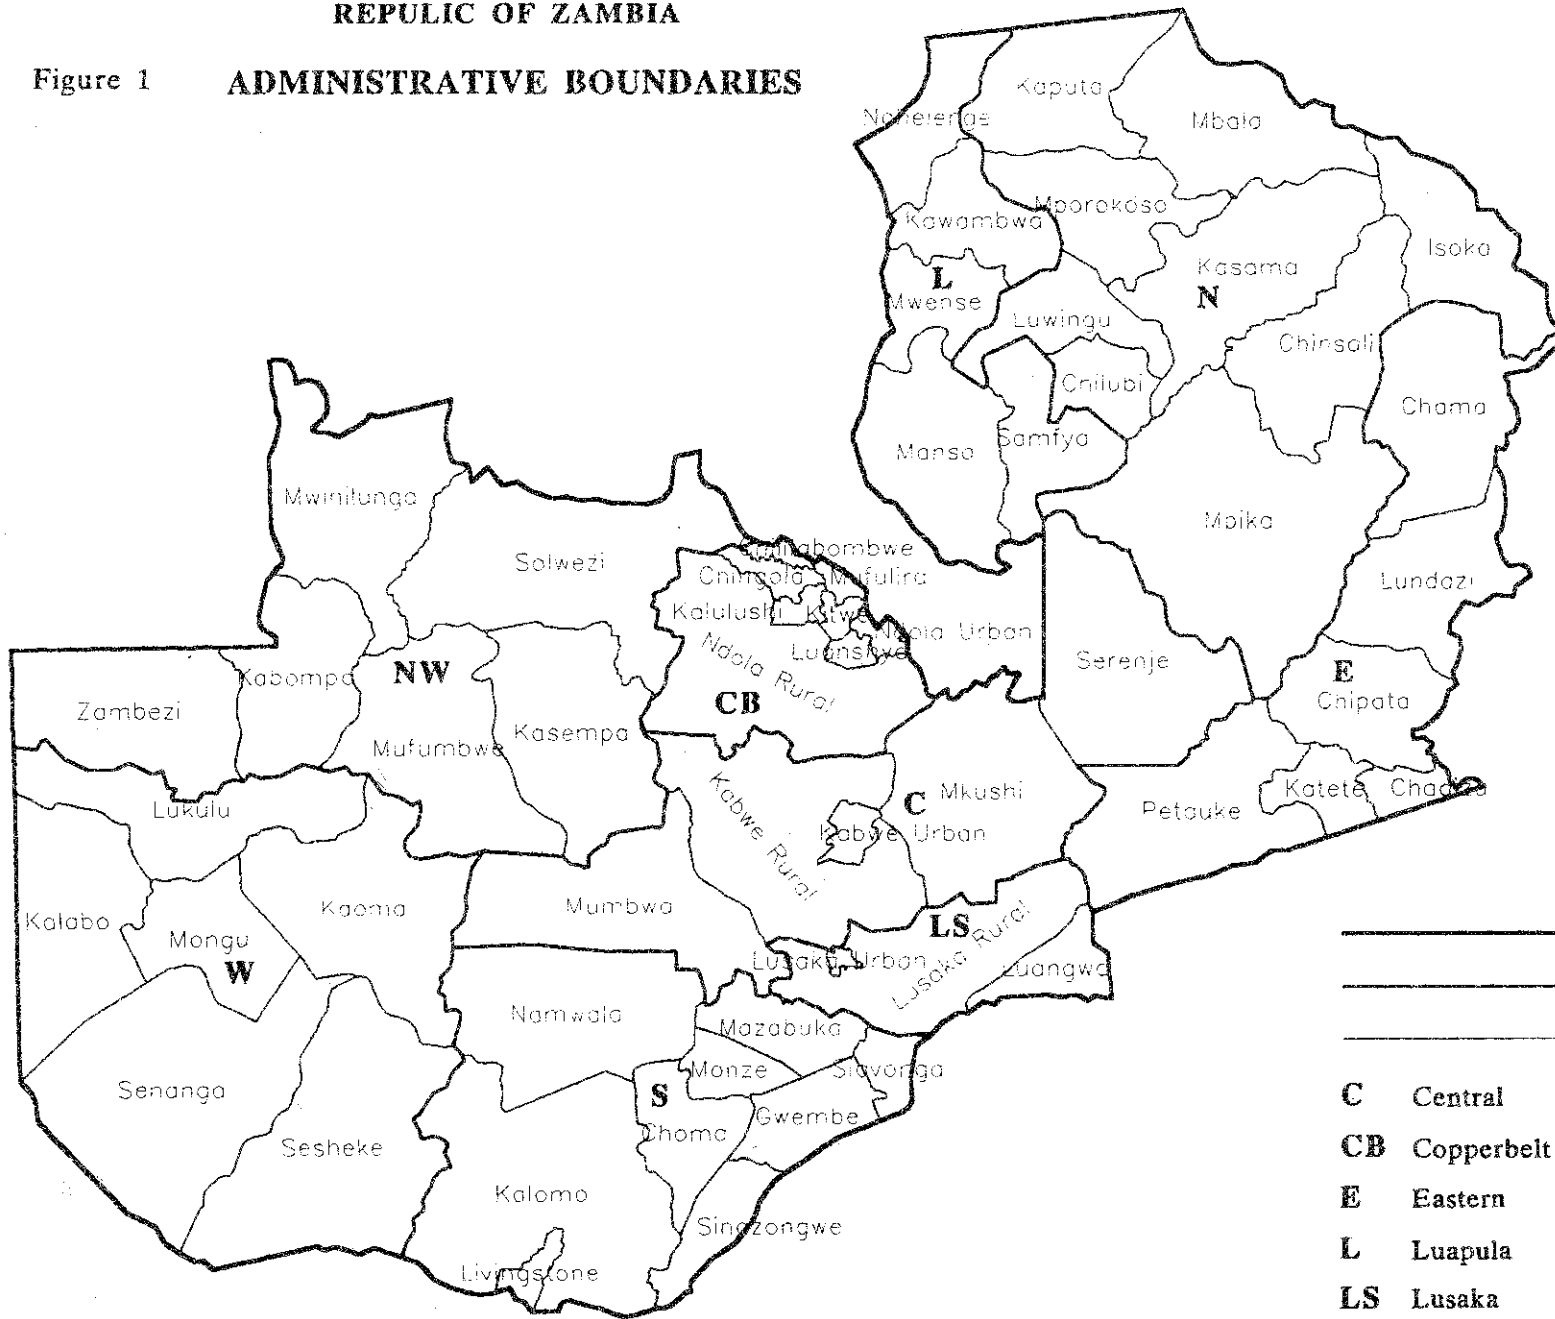 REPULIC OF ZAMBIA
Figure 1 ADMINISTRATIVE BOUNDARIES
Kaputa
Mbala
Mporokoso
Kawambwa
Isoka
Kasama
L
N
Mwense
Luwingu
Chinsali
Chilubi
Chama
Samfya
Mansa
Mwinilunga
Mpika
Solwezi
Chingola
Mufulira
Lundazi
Kalulushi
Kitwe
Ndola Urban
Luanshya
Ndola Rural
Serenje
NW
E
Kabompo
CB
Chipata
Zambezi
Kasempa
Mufumbwe
Kabwe Rural
C
Mkushi
Katete
Chadiza
Lukulu
Petauke
Kabwe Urban
Kaoma
Mumbwa
Kalabo
LS
Mongu
W
Lusaka Urban
Lusaka Rural
Luangwa
Namwala
Mazabuka
Monze
Siavonga
Senanga
S
Gwembe
Choma
Sesheke
Kalomo
Sinazongwe
Livingstone
C Central
CB Copperbelt
E Eastern
L Luapula
LS Lusaka